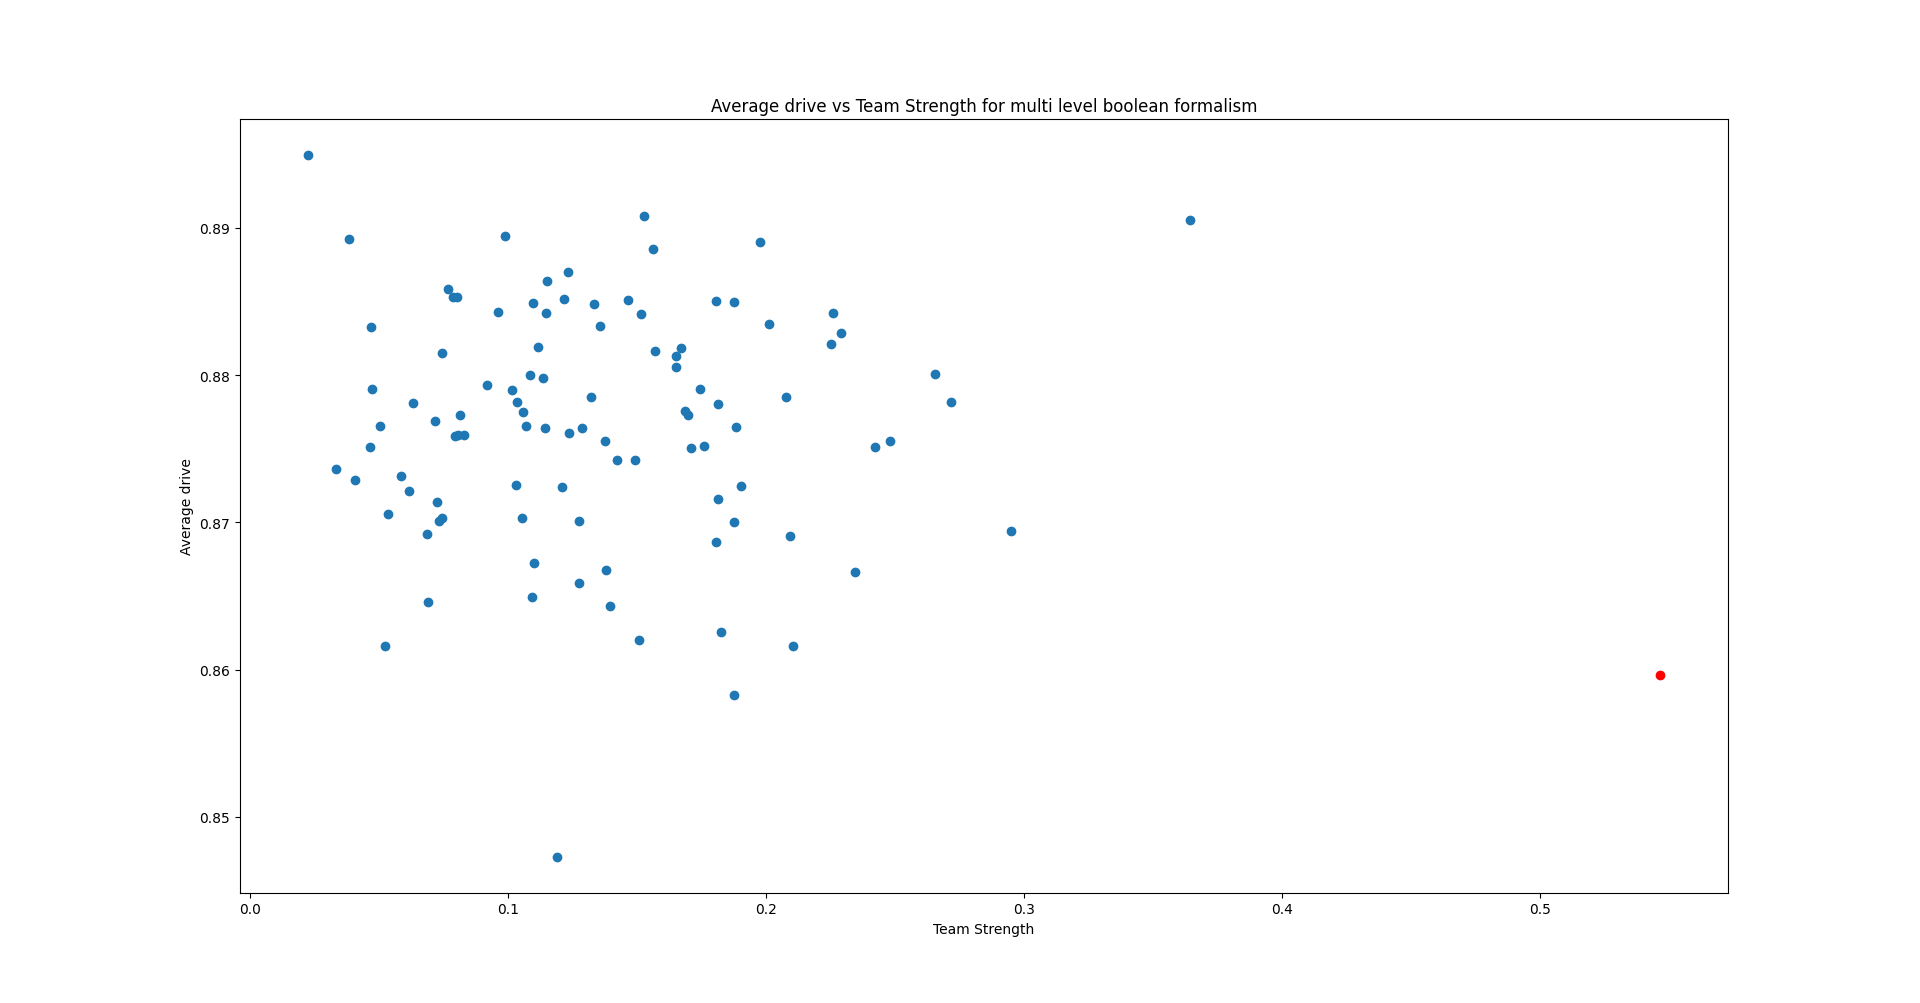 Average drive vs Team Strength for multi level boolean formalism
0.89
0.88
0.87
0.86
0.85
Average drive
0.0 0.1 0.2 0.3 0.4 0.5
Team Strength